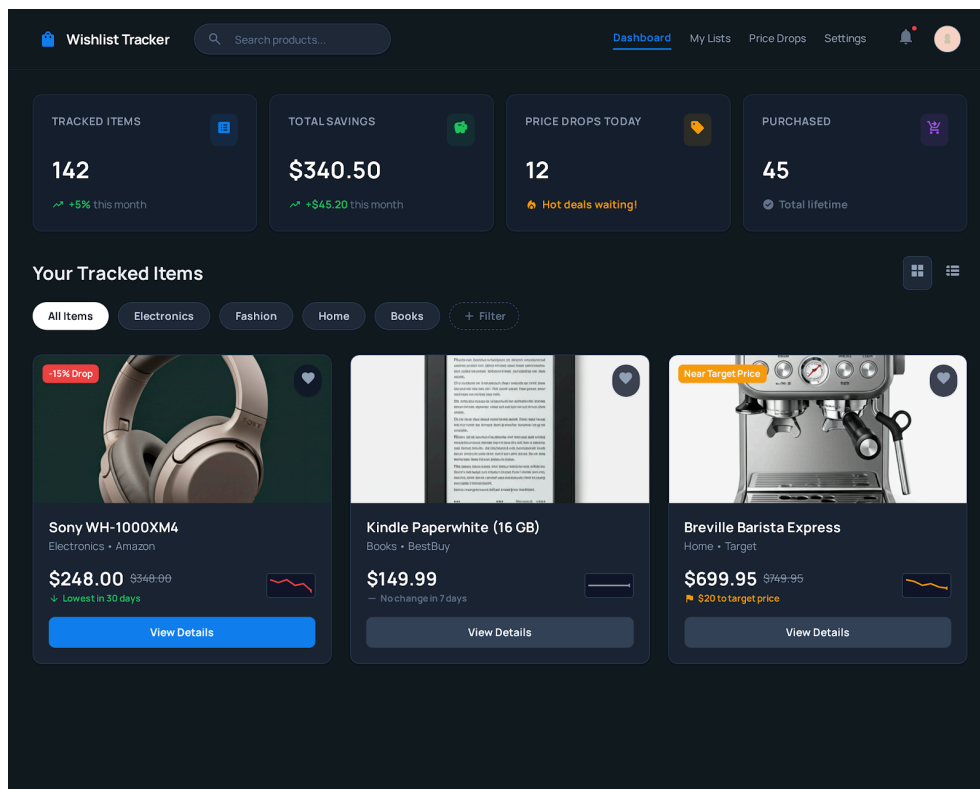 Wishlist Tracker
Search products...
Dashboard
My Lists
Price Drops
Settings
TRACKED ITEMS
142
+5% this month
TOTAL SAVINGS
$340.50
+$45.20 this month
PRICE DROPS TODAY
12
Hot deals waiting!
PURCHASED
45
Total lifetime
Your Tracked Items
All Items
Electronics
Fashion
Home
Books
+ Filter
-15% Drop
Sony WH-1000XM4
Electronics • Amazon
$248.00 $348.00
Lowest in 30 days
View Details
Kindle Paperwhite (16 GB)
Books • BestBuy
$149.99
No change in 7 days
View Details
Near Target Price
Breville Barista Express
Home • Target
$699.95 $749.95
$20 to target price
View Details